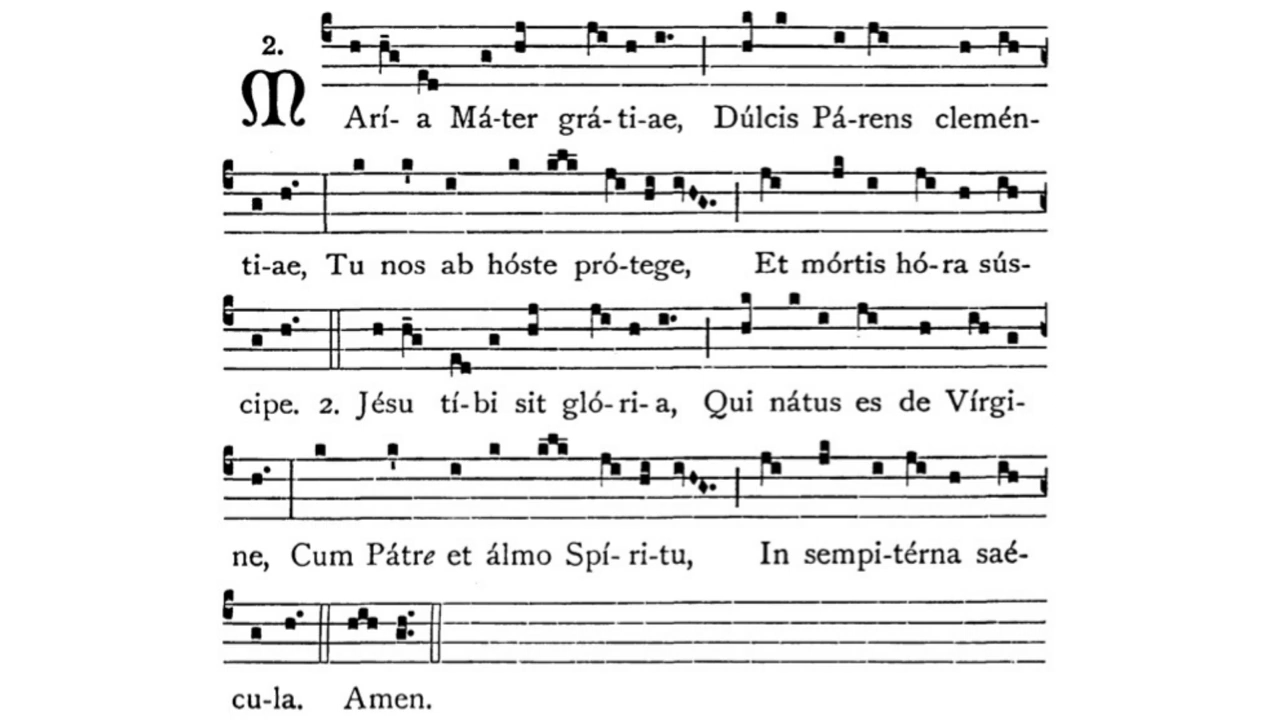 2.
MArí- a Má-ter grá-ti-ae, Dúlcis Pá-rens clemén-
ti-ae, Tu nos ab hóste pró-tege, Et mórtis hó-ra sús-
cipe. 2. Jésu tí-bi sit gló-ri-a, Qui nátus es de Vírgi-
ne, Cum Pátre et álmo Spí-ri-tu, In sempi-térna saé-
cu-la. Amen.